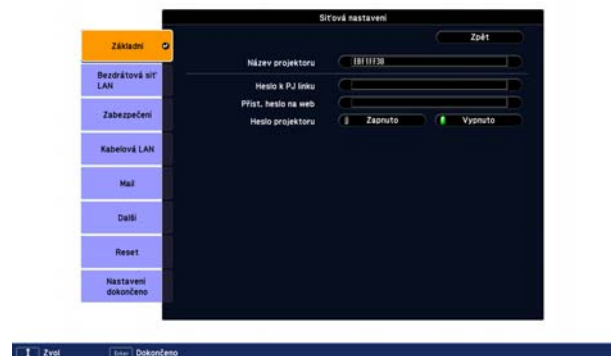 Síťová nastavení
Základní
Zpět
Název projektoru
EBF1FF38
Bezdrátová síť
LAN
Heslo k PJ linku
Příst. heslo na web
Heslo projektoru
Zapnuto
Vypnuto
Zabezpečení
Kabelová LAN
Mail
Další
Reset
Nastavení
dokončeno
Zvol
Enter
Dokončeno